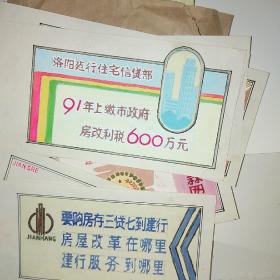 洛阳建行住宅信贷部
91年上缴市政府
房改利税600万元
JIANSHE
JIANHANG
要购房存三贷七到建行
房屋改革在哪里
建行服务到哪里